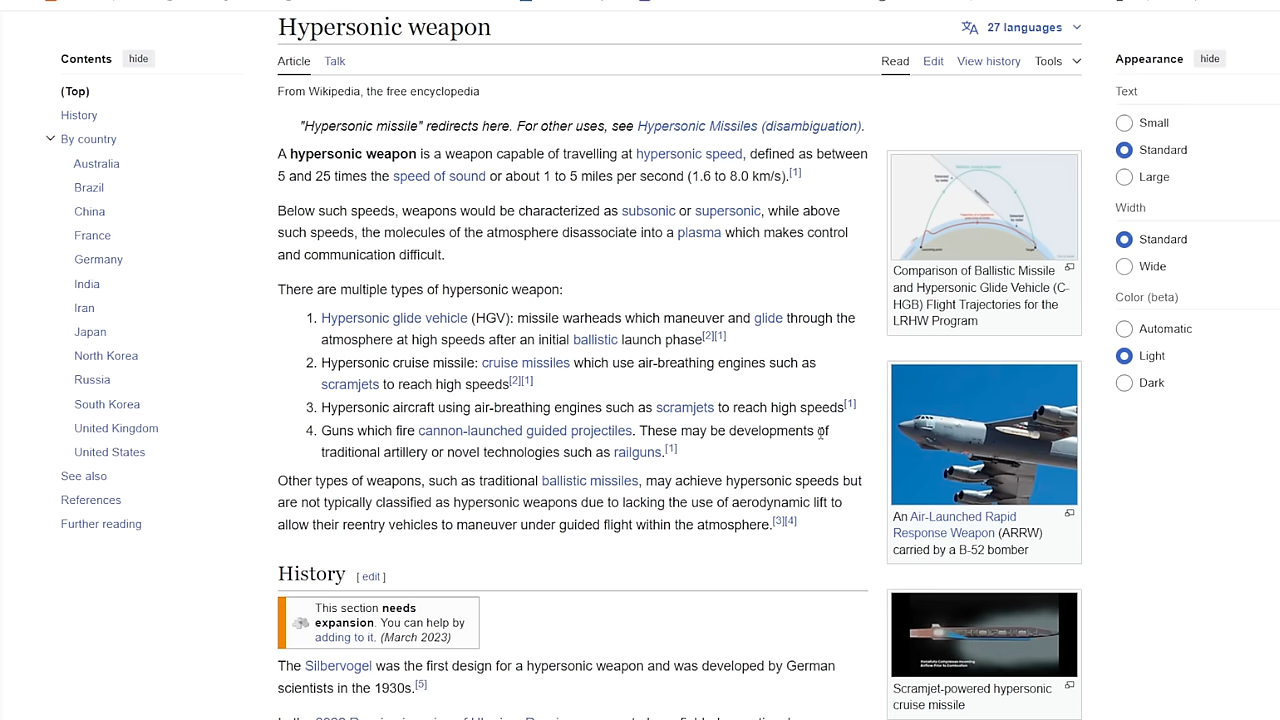 Hypersonic weapon
27 languages
Article Talk
Read Edit View history Tools
From Wikipedia, the free encyclopedia
Contents hide
(Top)
History
By country
Australia
Brazil
China
France
Germany
India
Iran
Japan
North Korea
Russia
South Korea
United Kingdom
United States
See also
References
Further reading
"Hypersonic missile" redirects here. For other uses, see Hypersonic Missiles (disambiguation).
A hypersonic weapon is a weapon capable of travelling at hypersonic speed, defined as between
5 and 25 times the speed of sound or about 1 to 5 miles per second (1.6 to 8.0 km/s).[1]
Below such speeds, weapons would be characterized as subsonic or supersonic, while above
such speeds, the molecules of the atmosphere disassociate into a plasma which makes control
and communication difficult.
There are multiple types of hypersonic weapon:
1. Hypersonic glide vehicle (HGV): missile warheads which maneuver and glide through the
atmosphere at high speeds after an initial ballistic launch phase[2][1]
2. Hypersonic cruise missile: cruise missiles which use air-breathing engines such as
scramjets to reach high speeds[2][1]
3. Hypersonic aircraft using air-breathing engines such as scramjets to reach high speeds[1]
4. Guns which fire cannon-launched guided projectiles. These may be developments of
traditional artillery or novel technologies such as railguns.[1]
Other types of weapons, such as traditional ballistic missiles, may achieve hypersonic speeds but
are not typically classified as hypersonic weapons due to lacking the use of aerodynamic lift to
allow their reentry vehicles to maneuver under guided flight within the atmosphere.[3][4]
History [ edit ]
This section needs
expansion. You can help by
adding to it. (March 2023)
The Silbervogel was the first design for a hypersonic weapon and was developed by German
scientists in the 1930s.[5]
Comparison of Ballistic Missile
and Hypersonic Glide Vehicle (C-
HGB) Flight Trajectories for the
LRHW Program
An Air-Launched Rapid
Response Weapon (ARRW)
carried by a B-52 bomber
Scramjet-powered hypersonic
cruise missile
Appearance hide
Text
Small
Standard
Large
Width
Standard
Wide
Color (beta)
Automatic
Light
Dark